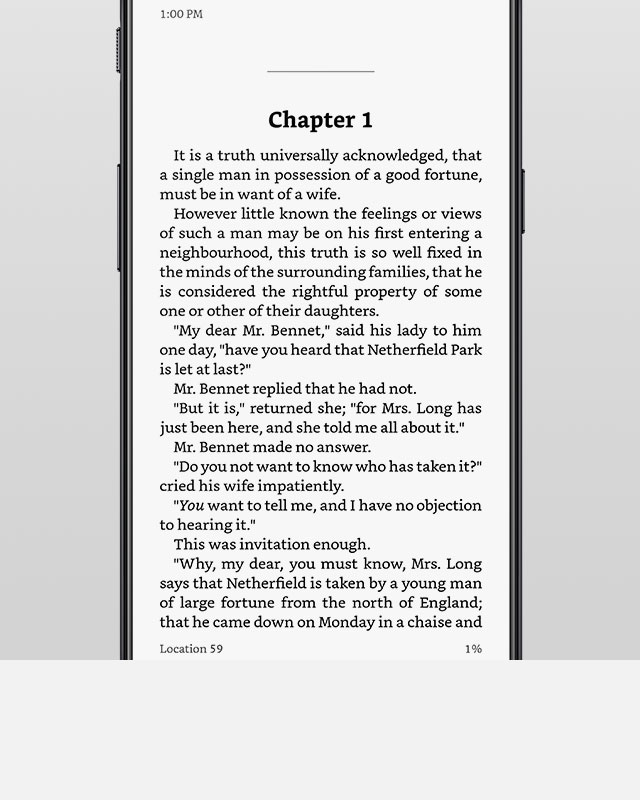 1:00 PM
Chapter 1
It is a truth universally acknowledged, that
a single man in possession of a good fortune,
must be in want of a wife.
However little known the feelings or views
of such a man may be on his first entering a
neighbourhood, this truth is so well fixed in
the minds of the surrounding families, that he
is considered the rightful property of some
one or other of their daughters.
"My dear Mr. Bennet," said his lady to him
one day, "have you heard that Netherfield Park
is let at last?"
Mr. Bennet replied that he had not.
"But it is," returned she; "for Mrs. Long has
just been here, and she told me all about it."
Mr. Bennet made no answer.
"Do you not want to know who has taken it?"
cried his wife impatiently.
"You want to tell me, and I have no objection
to hearing it."
This was invitation enough.
"Why, my dear, you must know, Mrs. Long
says that Netherfield is taken by a young man
of large fortune from the north of England;
that he came down on Monday in a chaise and
Location 59 1%